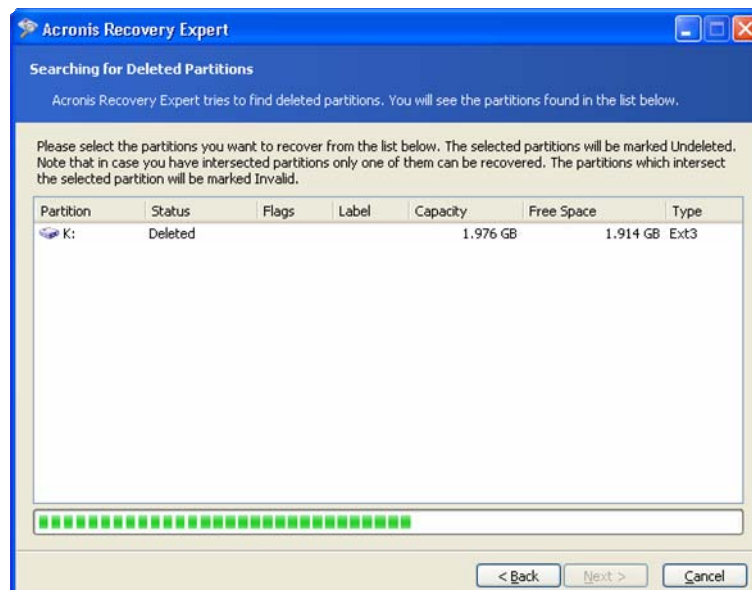 Acronis Recovery Expert
Searching for Deleted Partitions
Acronis Recovery Expert tries to find deleted partitions. You will see the partitions found in the list below.
Please select the partitions you want to recover from the list below. The selected partitions will be marked Undeleted.
Note that in case you have intersected partitions only one of them can be recovered. The partitions which intersect
the selected partition will be marked Invalid.
Partition Status Flags Label Capacity Free Space Type
K: Deleted 1.976 GB 1.914 GB Ext3
< Back Next > Cancel